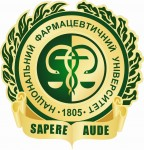 НАЦІОНАЛЬНИЙ ФАРМАЦЕВТИЧНИЙ УНІВЕРСИТЕТ
• 1805 •
SAPERE AUDE